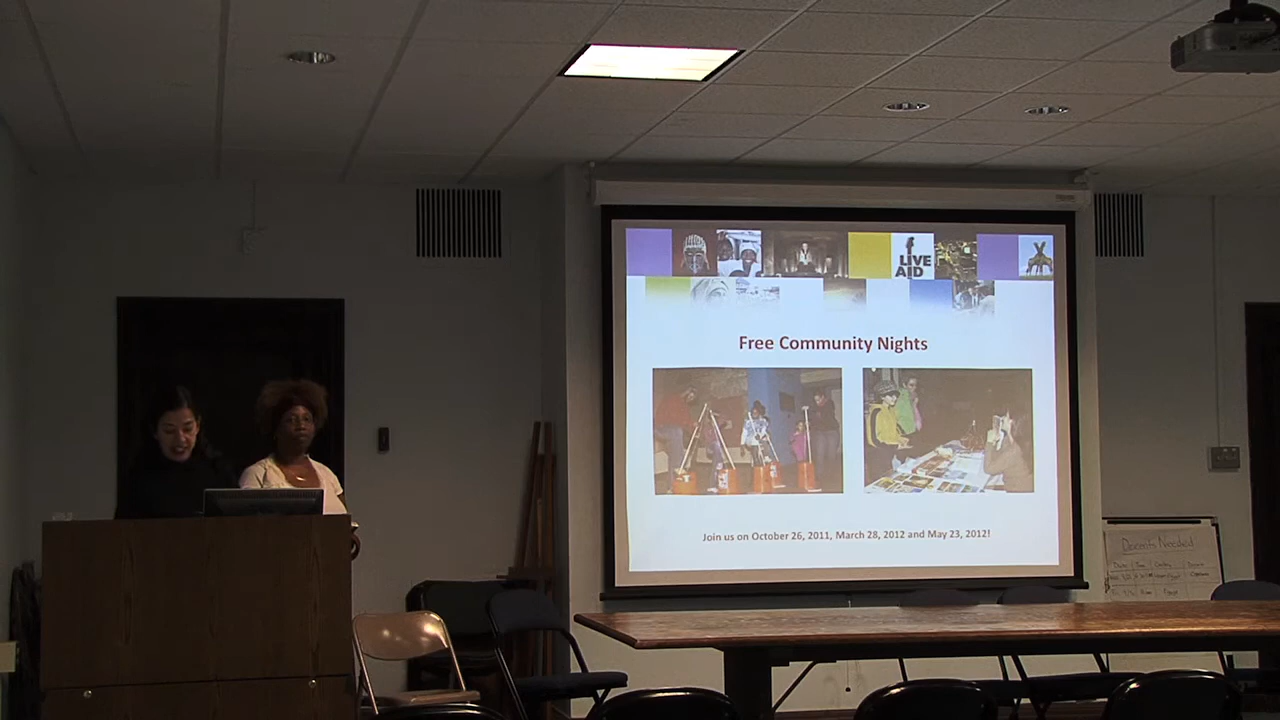 LIVE
AID
Free Community Nights
Join us on October 26, 2011, March 28, 2012 and May 23, 2012!
Docents Needed